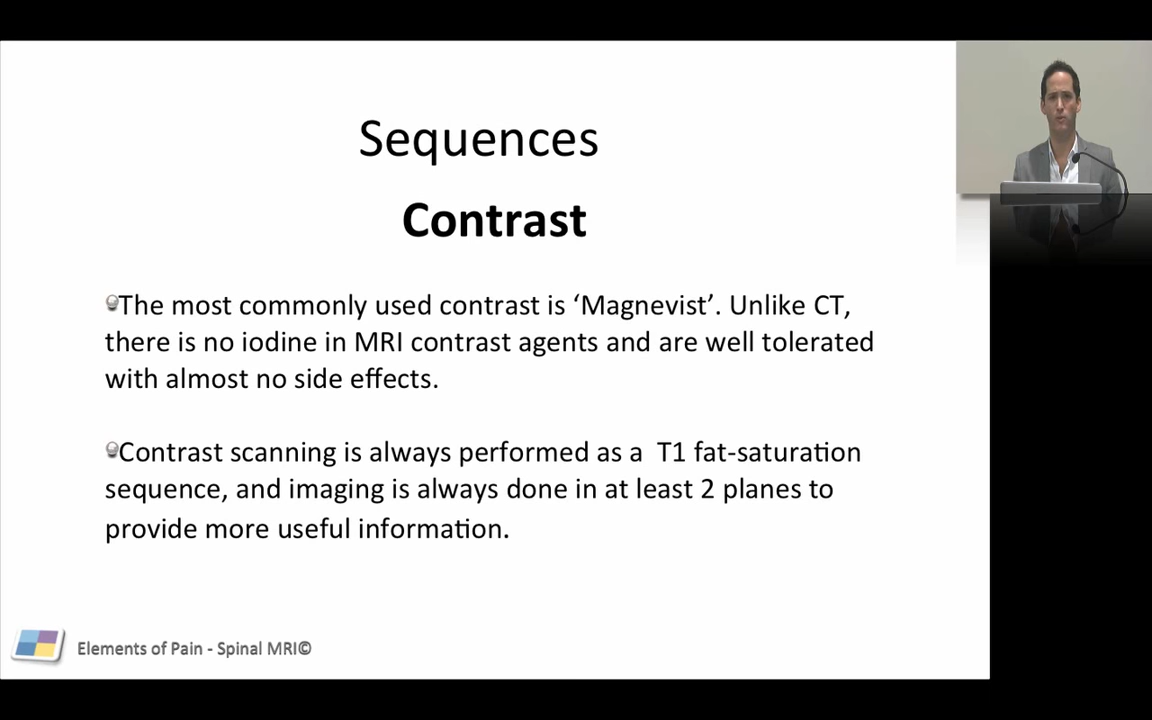 Sequences
Contrast
The most commonly used contrast is ‘Magnevist’. Unlike CT,
there is no iodine in MRI contrast agents and are well tolerated
with almost no side effects.
Contrast scanning is always performed as a  T1 fat-saturation
sequence, and imaging is always done in at least 2 planes to
provide more useful information.
Elements of Pain - Spinal MRI©